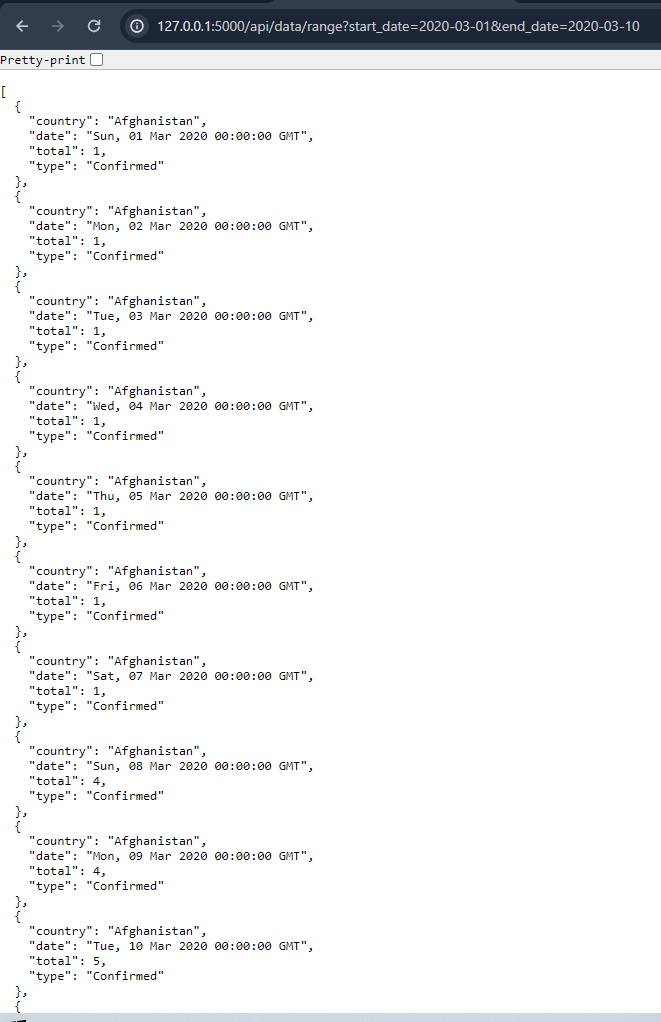 127.0.0.1:5000/api/data/range?start_date=2020-03-01&end_date=2020-03-10
Pretty-print
[
  {
    "country": "Afghanistan",
    "date": "Sun, 01 Mar 2020 00:00:00 GMT",
    "total": 1,
    "type": "Confirmed"
  },
  {
    "country": "Afghanistan",
    "date": "Mon, 02 Mar 2020 00:00:00 GMT",
    "total": 1,
    "type": "Confirmed"
  },
  {
    "country": "Afghanistan",
    "date": "Tue, 03 Mar 2020 00:00:00 GMT",
    "total": 1,
    "type": "Confirmed"
  },
  {
    "country": "Afghanistan",
    "date": "Wed, 04 Mar 2020 00:00:00 GMT",
    "total": 1,
    "type": "Confirmed"
  },
  {
    "country": "Afghanistan",
    "date": "Thu, 05 Mar 2020 00:00:00 GMT",
    "total": 1,
    "type": "Confirmed"
  },
  {
    "country": "Afghanistan",
    "date": "Fri, 06 Mar 2020 00:00:00 GMT",
    "total": 1,
    "type": "Confirmed"
  },
  {
    "country": "Afghanistan",
    "date": "Sat, 07 Mar 2020 00:00:00 GMT",
    "total": 1,
    "type": "Confirmed"
  },
  {
    "country": "Afghanistan",
    "date": "Sun, 08 Mar 2020 00:00:00 GMT",
    "total": 4,
    "type": "Confirmed"
  },
  {
    "country": "Afghanistan",
    "date": "Mon, 09 Mar 2020 00:00:00 GMT",
    "total": 4,
    "type": "Confirmed"
  },
  {
    "country": "Afghanistan",
    "date": "Tue, 10 Mar 2020 00:00:00 GMT",
    "total": 5,
    "type": "Confirmed"
  },
  {